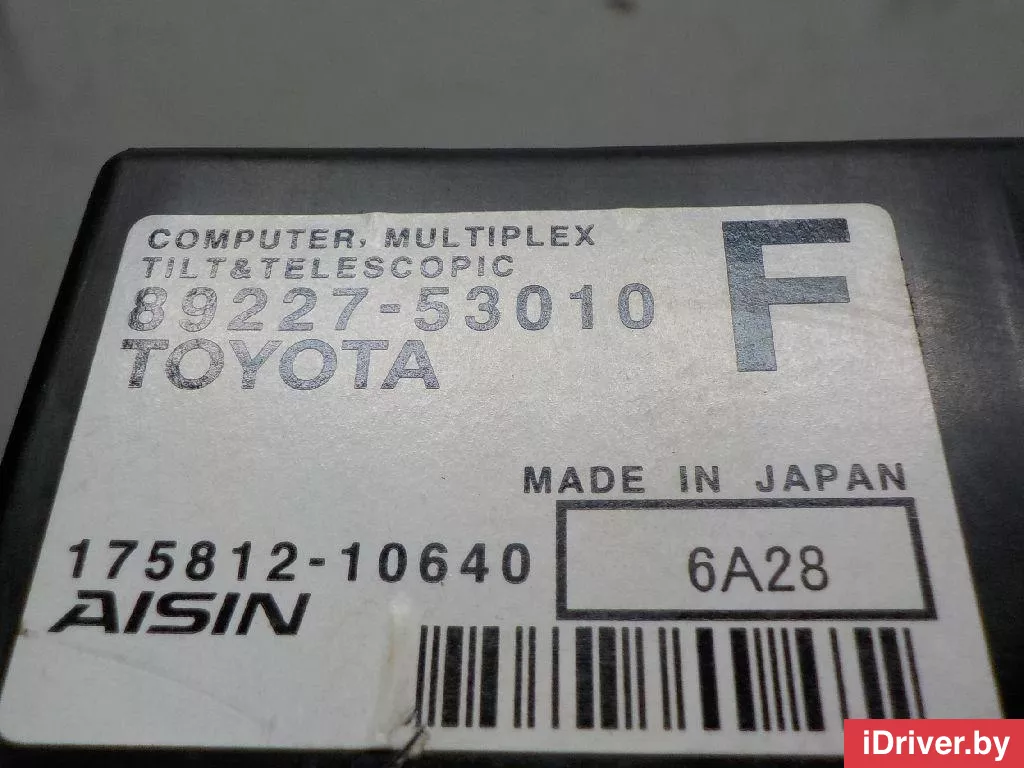 COMPUTER, MULTIPLEX
TILT&TELESCOPIC
89227-53010
TOYOTA
F
MADE IN JAPAN
175812-10640
6A28
AISIN
iDriver.by